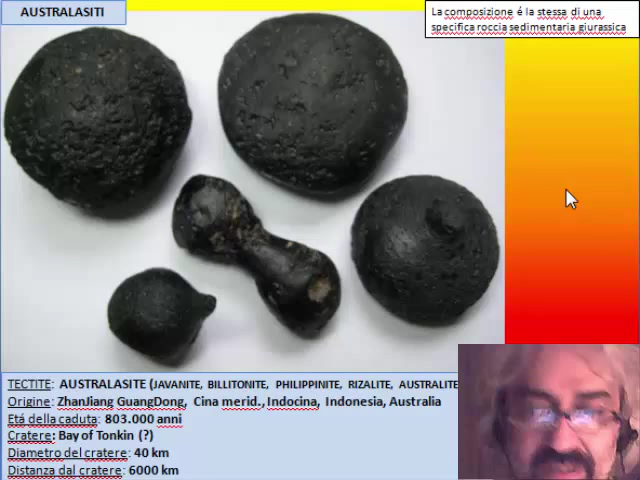 AUSTRALASITI
La composizione é la stessa di una
specifica roccia sedimentaria giurassica
TECTITE: AUSTRALASITE (JAVANITE, BILLITONITE, PHILIPPINITE, RIZALITE, AUSTRALITE
Origine: ZhanJiang GuangDong, Cina merid., Indocina, Indonesia, Australia
Etá della caduta: 803.000 anni
Cratere: Bay of Tonkin (?)
Diametro del cratere: 40 km
Distanza dal cratere: 6000 km